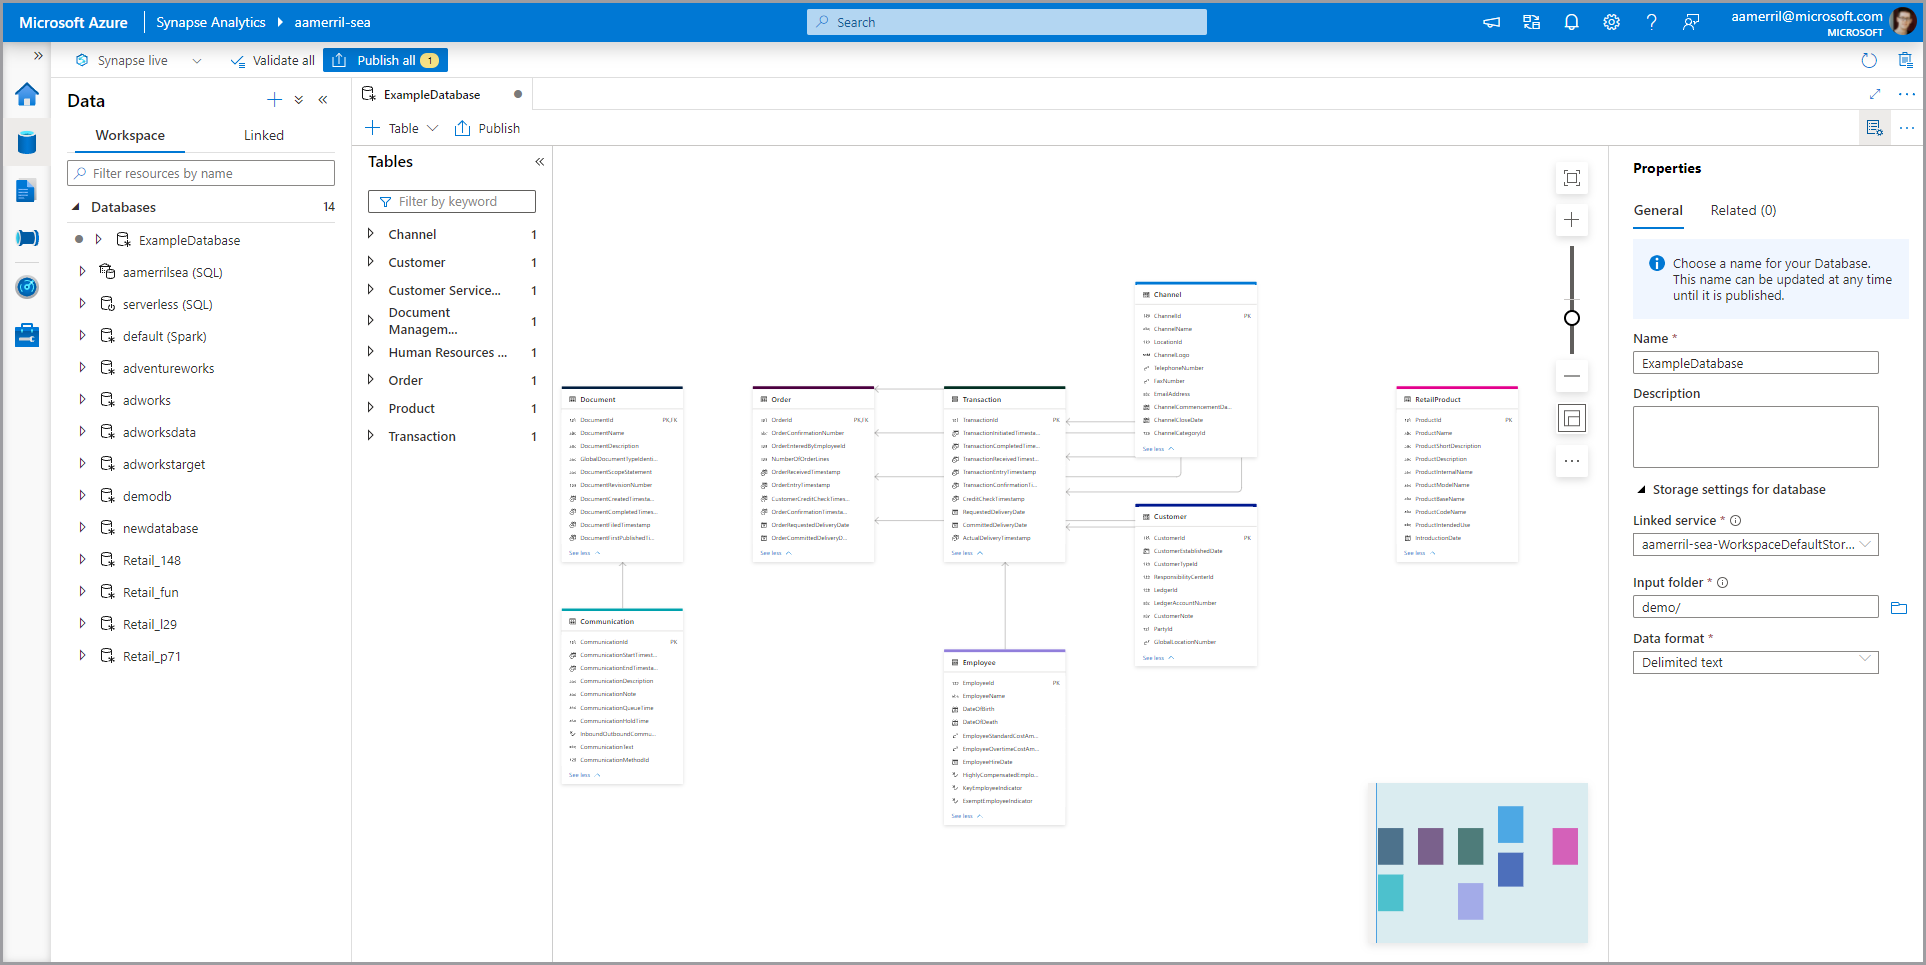 Microsoft Azure
Synapse Analytics
aamerril-sea
Search
aamerril@microsoft.com
MICROSOFT
Synapse live
Validate all
Publish all 1
Data
Workspace
Linked
Filter resources by name
Databases 14
ExampleDatabase
aamerrilsea (SQL)
serverless (SQL)
default (Spark)
adventureworks
adworks
adworksdata
adworkstarget
demodb
newdatabase
Retail_148
Retail_fun
Retail_l29
Retail_p71
ExampleDatabase
Table
Publish
Tables
Filter by keyword
Channel 1
Customer 1
Customer Service... 1
Document
Managem... 1
Human Resources ... 1
Order 1
Product 1
Transaction 1
Document
DocumentId PK,FK
DocumentName
DocumentDescription
GlobalDocumentTypeIdenti...
DocumentScopeStatement
DocumentRevisionNumber
DocumentCreatedTimesta...
DocumentCompletedTimes...
DocumentFiledTimestamp
DocumentFirstPublishedTi...
See less
Communication
CommunicationId PK
CommunicationStartTimest...
CommunicationEndTimesta...
CommunicationDescription
CommunicationNote
CommunicationQueueTime
CommunicationHoldTime
InboundOutboundCommu...
CommunicationText
CommunicationMethodId
See less
Order
OrderId PK,FK
OrderConfirmationNumber
OrderEnteredByEmployeeId
NumberOfOrderLines
OrderReceivedTimestamp
OrderEntryTimestamp
CustomerCreditCheckTimes...
OrderConfirmationTimesta...
OrderRequestedDeliveryDate
OrderCommittedDeliveryD...
See less
Transaction
TransactionId PK
TransactionInitiatedTimesta...
TransactionCompletedTime...
TransactionReceivedTimest...
TransactionEntryTimestamp
TransactionConfirmationTi...
CreditCheckTimestamp
RequestedDeliveryDate
CommittedDeliveryDate
ActualDeliveryTimestamp
See less
Employee
EmployeeId PK
EmployeeName
DateOfBirth
DateOfDeath
EmployeeStandardCostAm...
EmployeeOvertimeCostAm...
EmployeeHireDate
HighlyCompensatedEmplo...
KeyEmployeeIndicator
ExemptEmployeeIndicator
See less
Channel
ChannelId PK
ChannelName
LocationId
ChannelLogo
TelephoneNumber
FaxNumber
EmailAddress
ChannelCommencementDa...
ChannelCloseDate
ChannelCategoryId
See less
Customer
CustomerId PK
CustomerEstablishedDate
CustomerTypeId
ResponsibilityCenterId
LedgerId
LedgerAccountNumber
CustomerNote
PartyId
GlobalLocationNumber
See less
RetailProduct
ProductId PK
ProductName
ProductShortDescription
ProductDescription
ProductInternalName
ProductModelName
ProductBaseName
ProductCodeName
ProductIntendedUse
IntroductionDate
See less
Properties
General
Related (0)
Choose a name for your Database.
This name can be updated at any time
until it is published.
Name *
ExampleDatabase
Description
Storage settings for database
Linked service *
aamerril-sea-WorkspaceDefaultStor...
Input folder *
demo/
Data format *
Delimited text